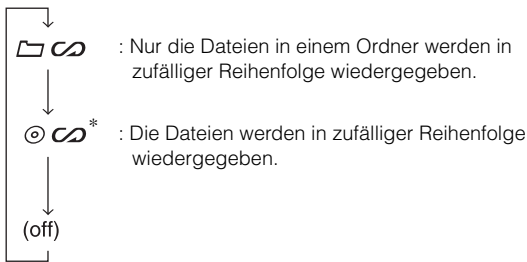 : Nur die Dateien in einem Ordner werden in
zufälliger Reihenfolge wiedergegeben.
* : Die Dateien werden in zufälliger Reihenfolge
wiedergegeben.
(off)